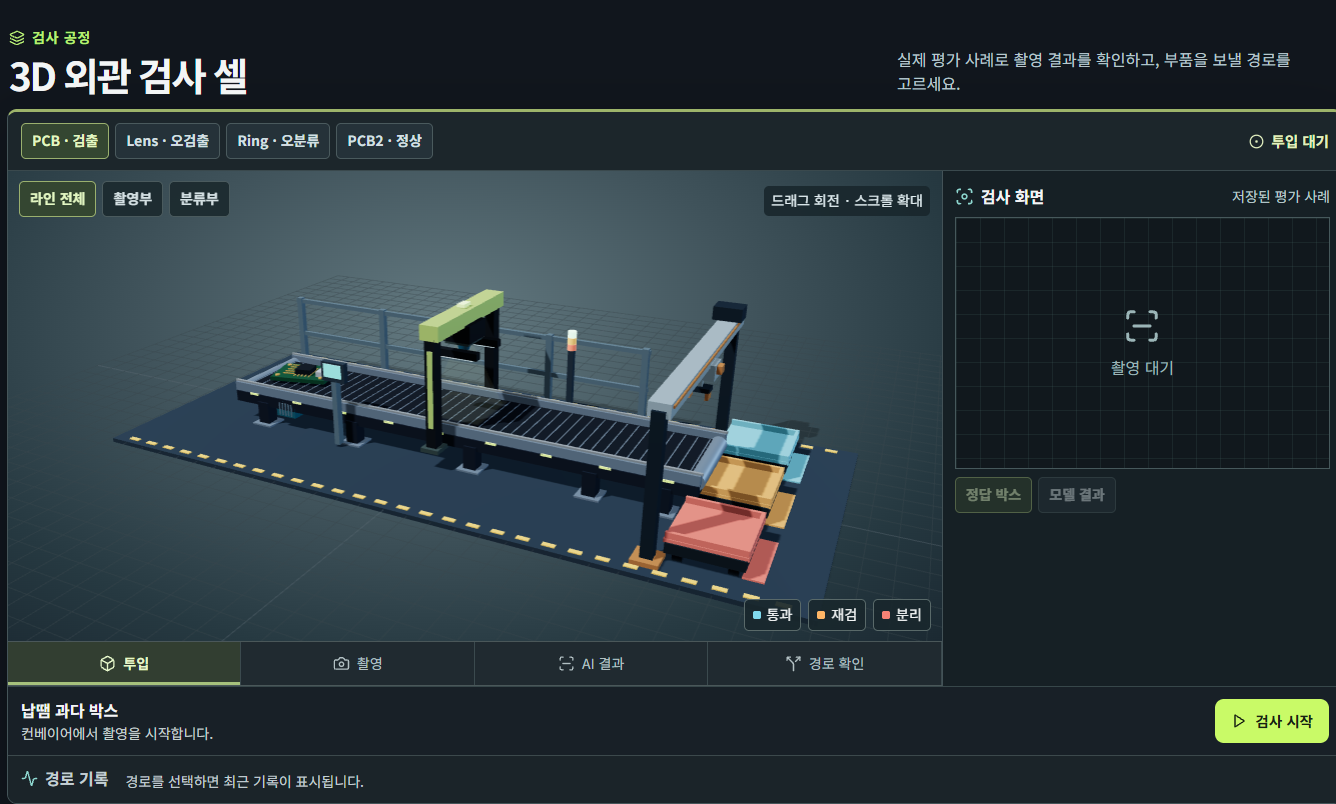 검사 공정
3D 외관 검사 셀
실제 평가 사례로 촬영 결과를 확인하고, 부품을 보낼 경로를
고르세요.
PCB · 검출
Lens · 오검출
Ring · 오분류
PCB2 · 정상
투입 대기
라인 전체
촬영부
분류부
드래그 회전 · 스크롤 확대
검사 화면
저장된 평가 사례
촬영 대기
정답 박스
모델 결과
통과
재검
분리
투입
촬영
AI 결과
경로 확인
납땜 과다 박스
컨베이어에서 촬영을 시작합니다.
검사 시작
경로 기록
경로를 선택하면 최근 기록이 표시됩니다.